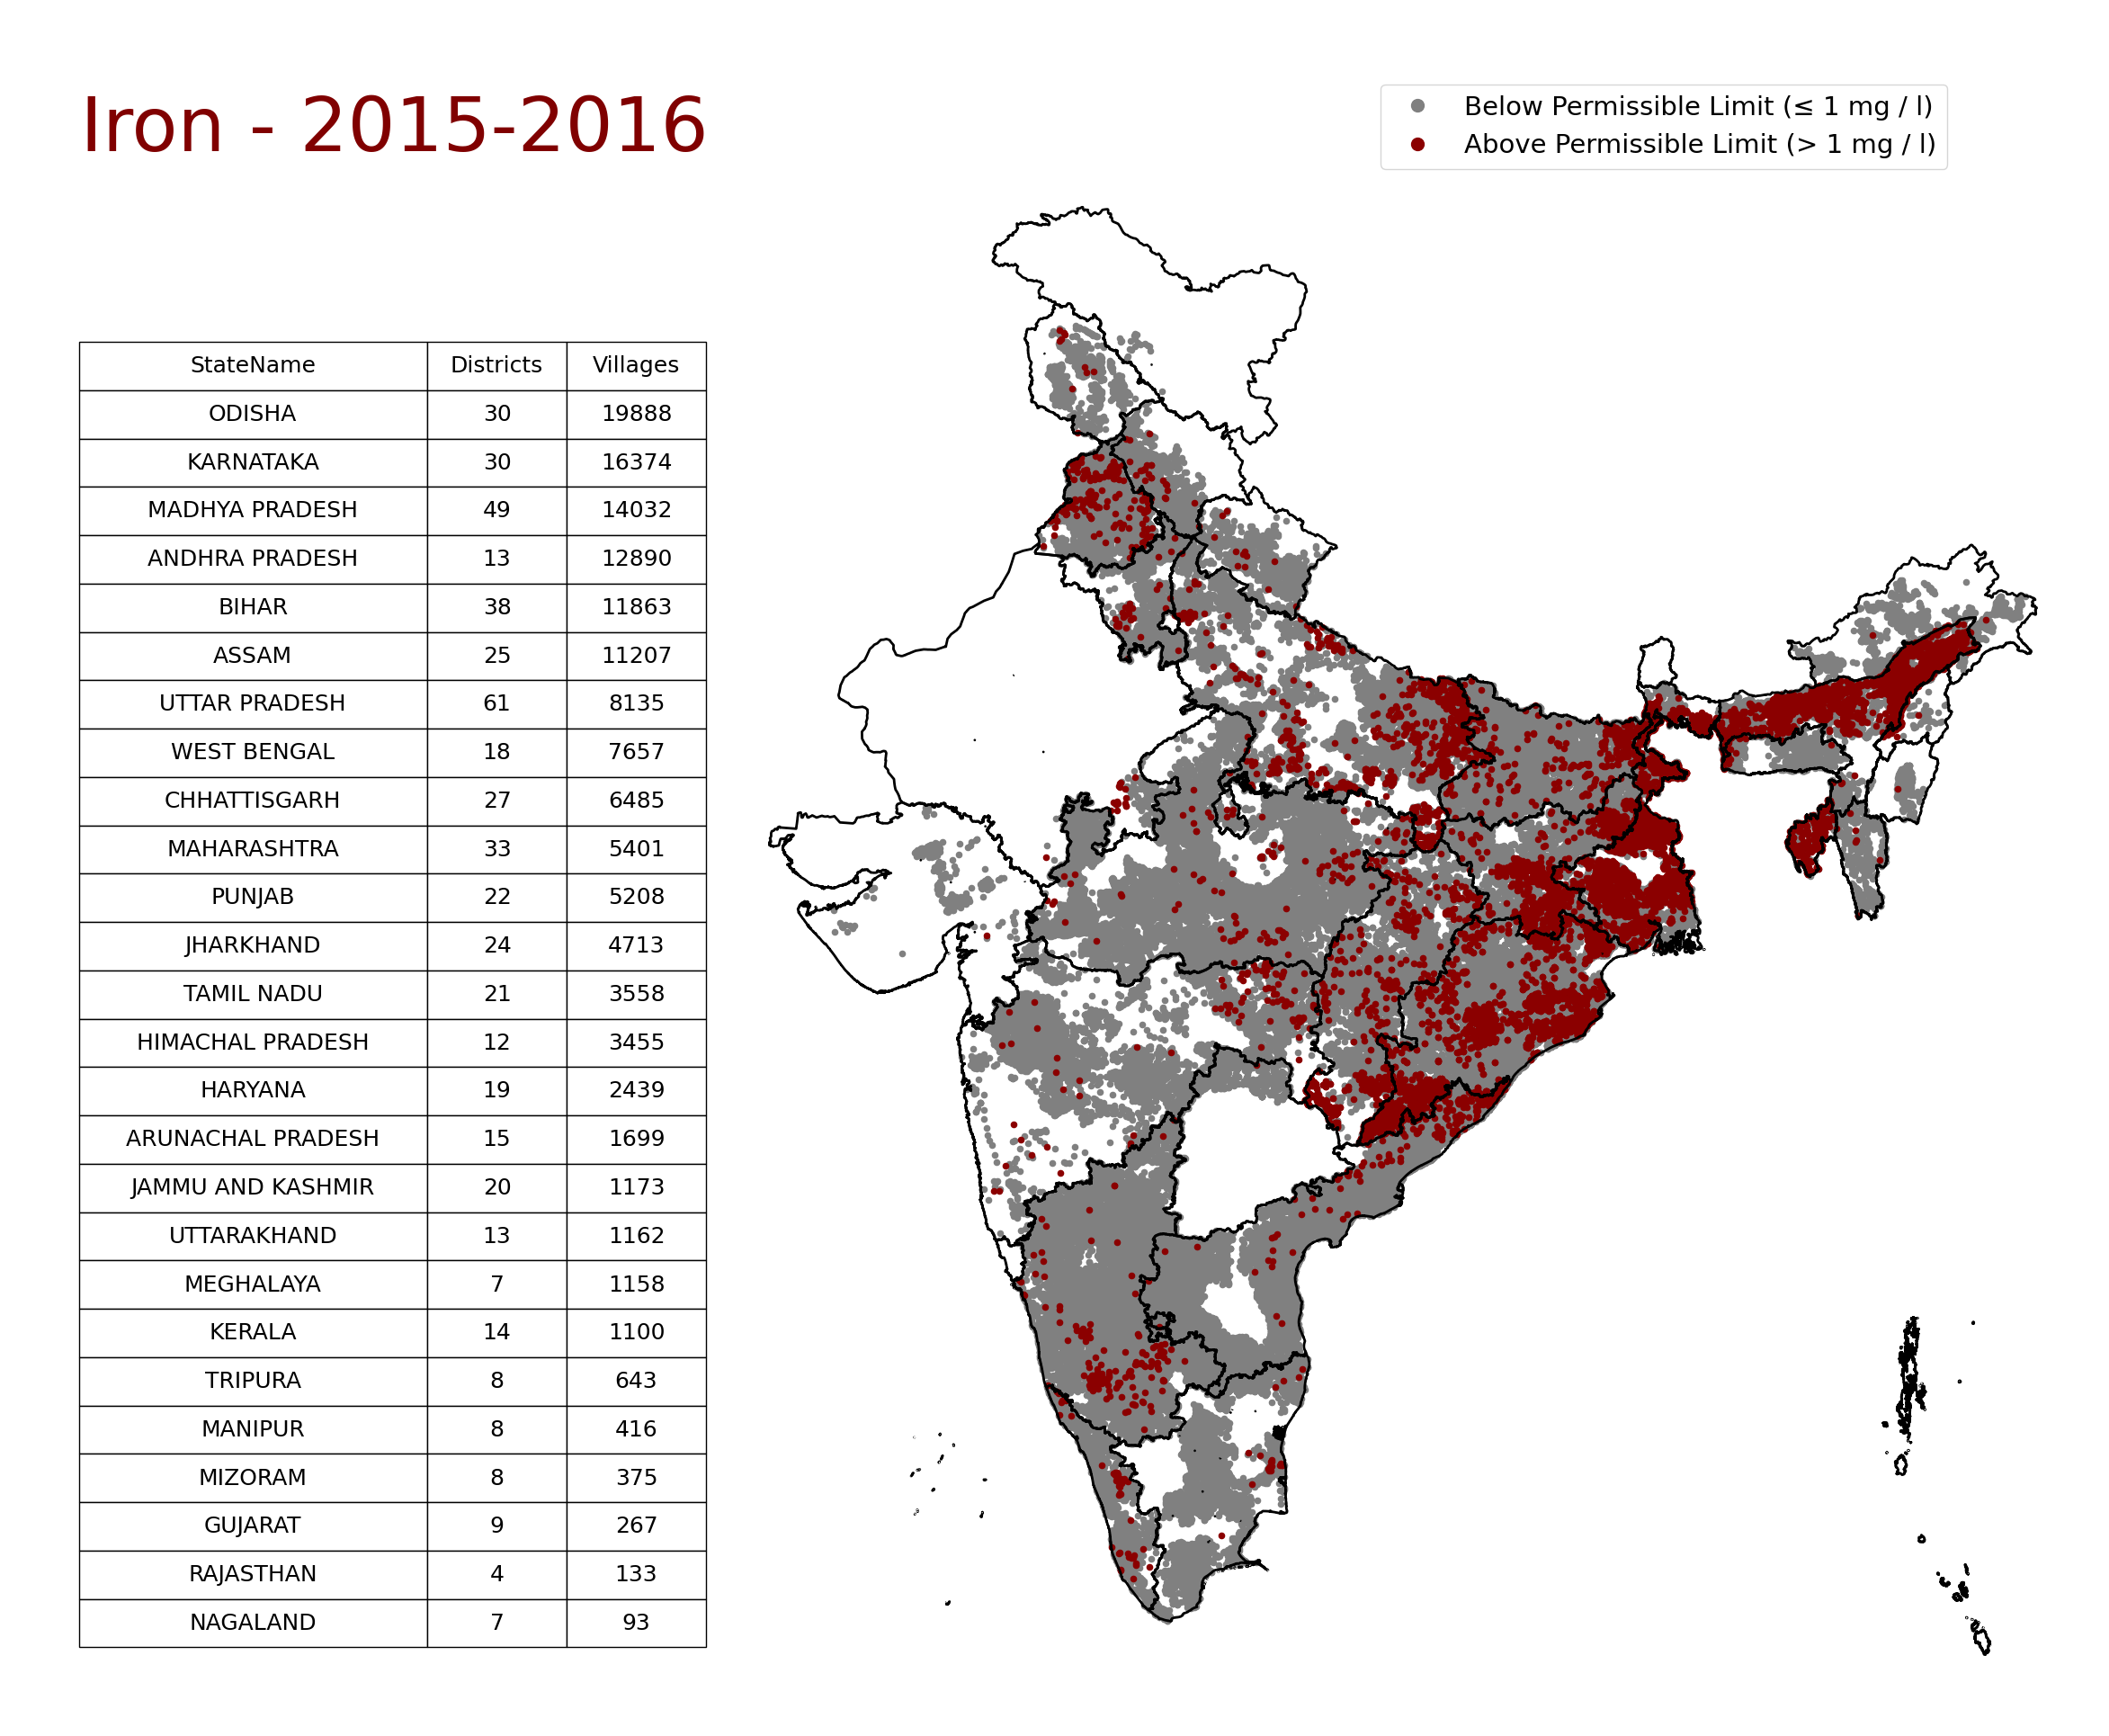 Iron - 2015-2016
Below Permissible Limit (≤ 1 mg / l)
Above Permissible Limit (> 1 mg / l)
StateName Districts Villages
ODISHA 30 19888
KARNATAKA 30 16374
MADHYA PRADESH 49 14032
ANDHRA PRADESH 13 12890
BIHAR 38 11863
ASSAM 25 11207
UTTAR PRADESH 61 8135
WEST BENGAL 18 7657
CHHATTISGARH 27 6485
MAHARASHTRA 33 5401
PUNJAB 22 5208
JHARKHAND 24 4713
TAMIL NADU 21 3558
HIMACHAL PRADESH 12 3455
HARYANA 19 2439
ARUNACHAL PRADESH 15 1699
JAMMU AND KASHMIR 20 1173
UTTARAKHAND 13 1162
MEGHALAYA 7 1158
KERALA 14 1100
TRIPURA 8 643
MANIPUR 8 416
MIZORAM 8 375
GUJARAT 9 267
RAJASTHAN 4 133
NAGALAND 7 93